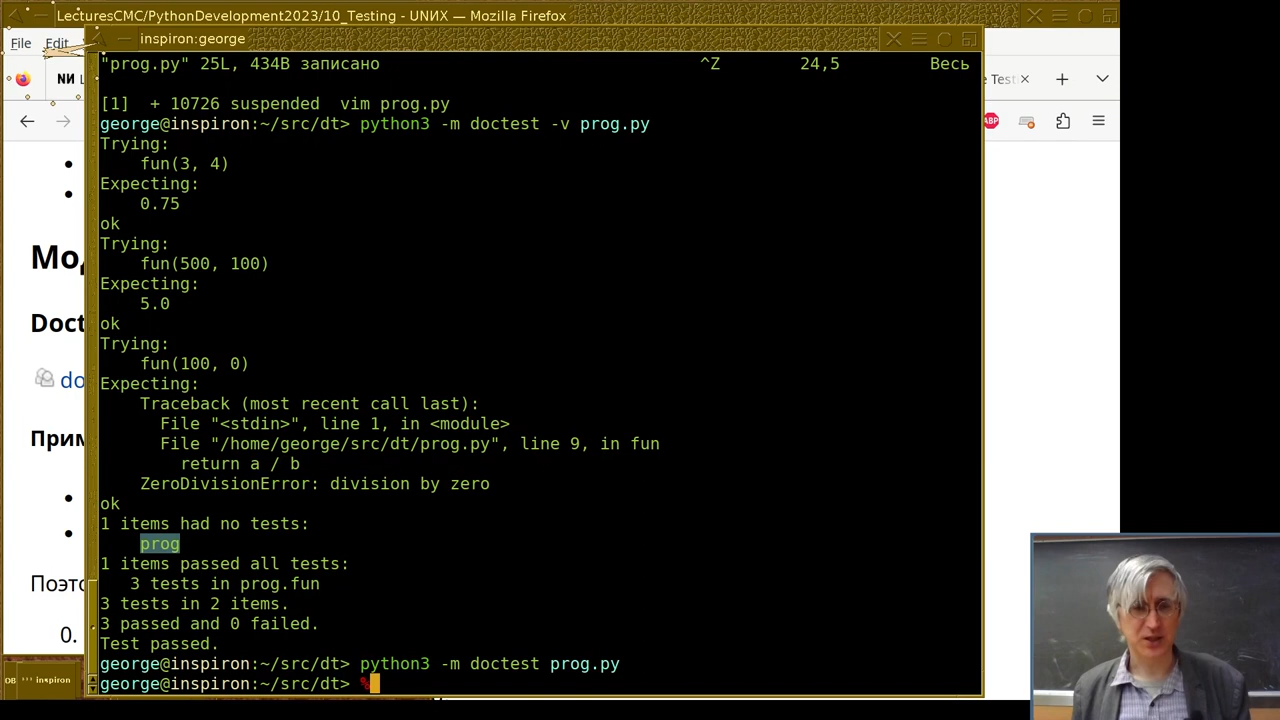 LecturesCMC/PythonDevelopment2023/10_Testing - UNИX — Mozilla Firefox
File Edit
inspiron:george
"prog.py" 25L, 434B записано ^Z 24,5 Весь
[1] + 10726 suspended vim prog.py
george@inspiron:~/src/dt> python3 -m doctest -v prog.py
Trying:
fun(3, 4)
Expecting:
0.75
ok
Trying:
fun(500, 100)
Expecting:
5.0
ok
Trying:
fun(100, 0)
Expecting:
Traceback (most recent call last):
File "<stdin>", line 1, in <module>
File "/home/george/src/dt/prog.py", line 9, in fun
return a / b
ZeroDivisionError: division by zero
ok
1 items had no tests:
prog
1 items passed all tests:
3 tests in prog.fun
3 tests in 2 items.
3 passed and 0 failed.
Test passed.
george@inspiron:~/src/dt> python3 -m doctest prog.py
george@inspiron:~/src/dt> %
NИ
e Test
ABP
Doct
do
Прим
Поэто
0.
inspiron